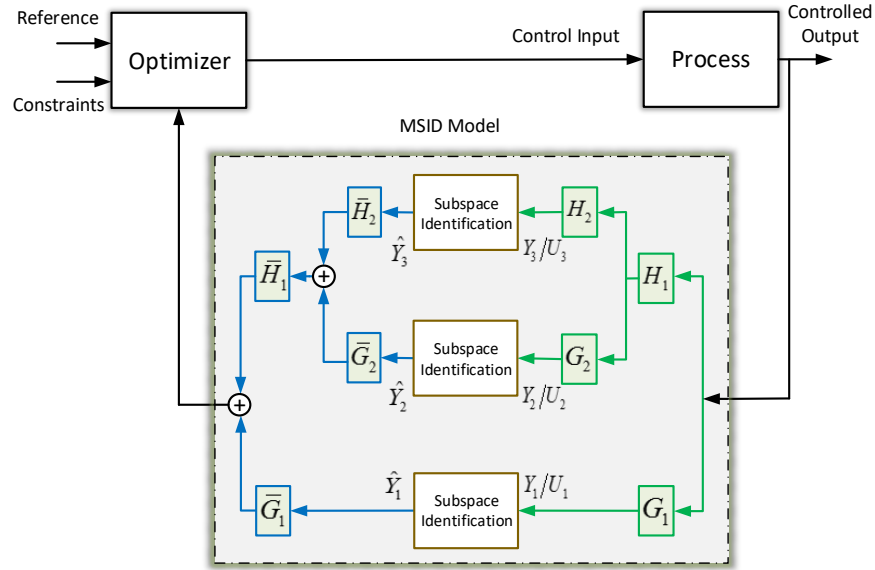 Reference
Constraints
Optimizer
Control Input
Process
Controlled
Output
MSID Model
H̄₂
Subspace
Identification
H₂
Ŷ₃
Y₃/U₃
H̄₁
+
H₁
Ḡ₂
Subspace
Identification
G₂
Ŷ₂
Y₂/U₂
+
Ḡ₁
Ŷ₁
Subspace
Identification
Y₁/U₁
G₁